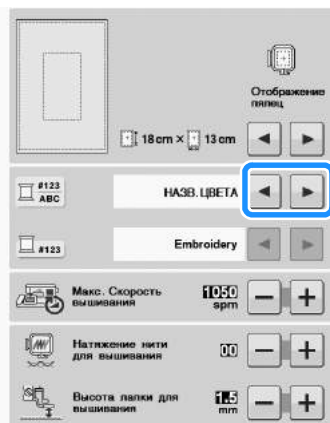 Отображение
пялец
18 cm × 13 cm
#123
ABC
НАЗВ. ЦВЕТА
#123
Embroidery
Макс. Скорость
вышивания
1050
spm
Натяжение нити
для вышивания
00
Высота лапки для
вышивания
1.5
mm